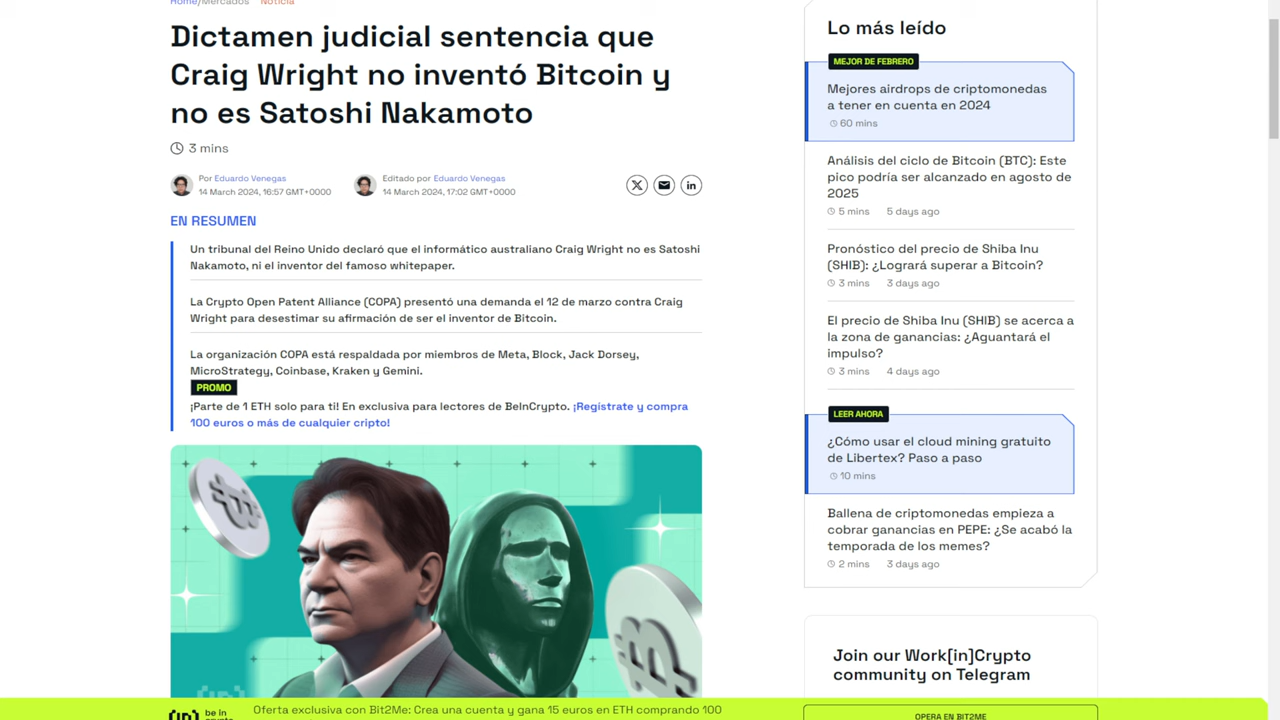 Home/Mercados Noticia
Dictamen judicial sentencia que
Craig Wright no inventó Bitcoin y
no es Satoshi Nakamoto
3 mins
Por Eduardo Venegas
14 March 2024, 16:57 GMT+0000
Editado por Eduardo Venegas
14 March 2024, 17:02 GMT+0000
EN RESUMEN
Un tribunal del Reino Unido declaró que el informático australiano Craig Wright no es Satoshi
Nakamoto, ni el inventor del famoso whitepaper.
La Crypto Open Patent Alliance (COPA) presentó una demanda el 12 de marzo contra Craig
Wright para desestimar su afirmación de ser el inventor de Bitcoin.
La organización COPA está respaldada por miembros de Meta, Block, Jack Dorsey,
MicroStrategy, Coinbase, Kraken y Gemini.
PROMO
¡Parte de 1 ETH solo para ti! En exclusiva para lectores de BeInCrypto. ¡Regístrate y compra
100 euros o más de cualquier cripto!
Lo más leído
MEJOR DE FEBRERO
Mejores airdrops de criptomonedas
a tener en cuenta en 2024
60 mins
Análisis del ciclo de Bitcoin (BTC): Este
pico podría ser alcanzado en agosto de
2025
5 mins 5 days ago
Pronóstico del precio de Shiba Inu
(SHIB): ¿Logrará superar a Bitcoin?
3 mins 3 days ago
El precio de Shiba Inu (SHIB) se acerca a
la zona de ganancias: ¿Aguantará el
impulso?
3 mins 4 days ago
LEER AHORA
¿Cómo usar el cloud mining gratuito
de Libertex? Paso a paso
10 mins
Ballena de criptomonedas empieza a
cobrar ganancias en PEPE: ¿Se acabó la
temporada de los memes?
2 mins 3 days ago
Join our Work[in]Crypto
community on Telegram
be in
crypto
Oferta exclusiva con Bit2Me: Crea una cuenta y gana 15 euros en ETH comprando 100
OPERA EN BIT2ME